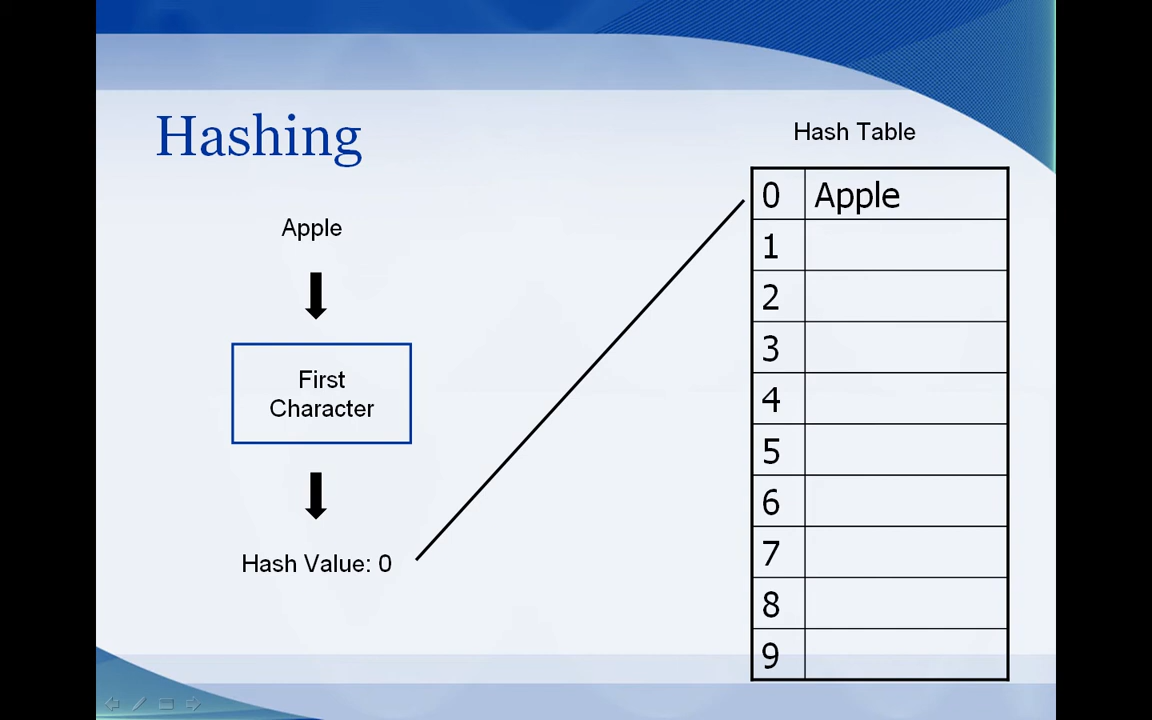 Hashing
Apple
First
Character
Hash Value: 0
Hash Table
0 Apple
1
2
3
4
5
6
7
8
9